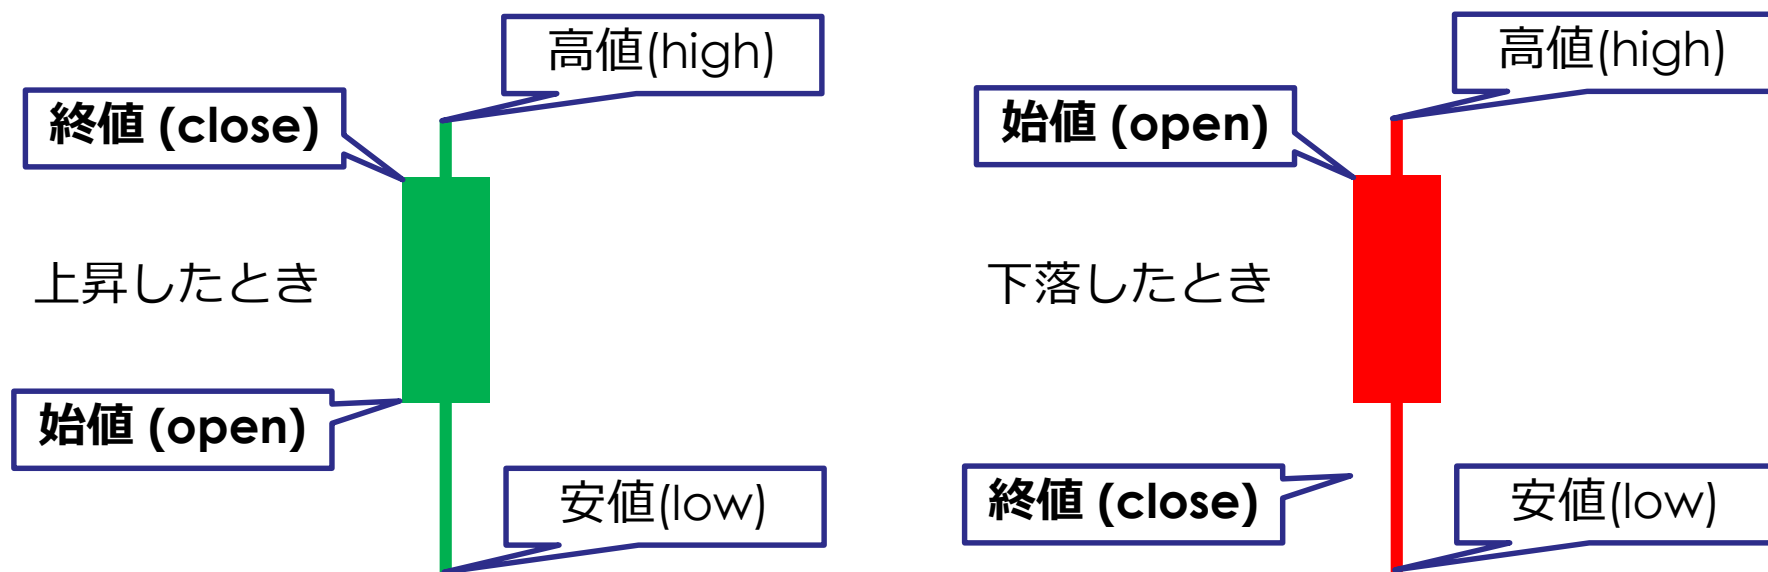 高値(high)
終値 (close)
上昇したとき
始値 (open)
安値(low)
高値(high)
始値 (open)
下落したとき
終値 (close)
安値(low)